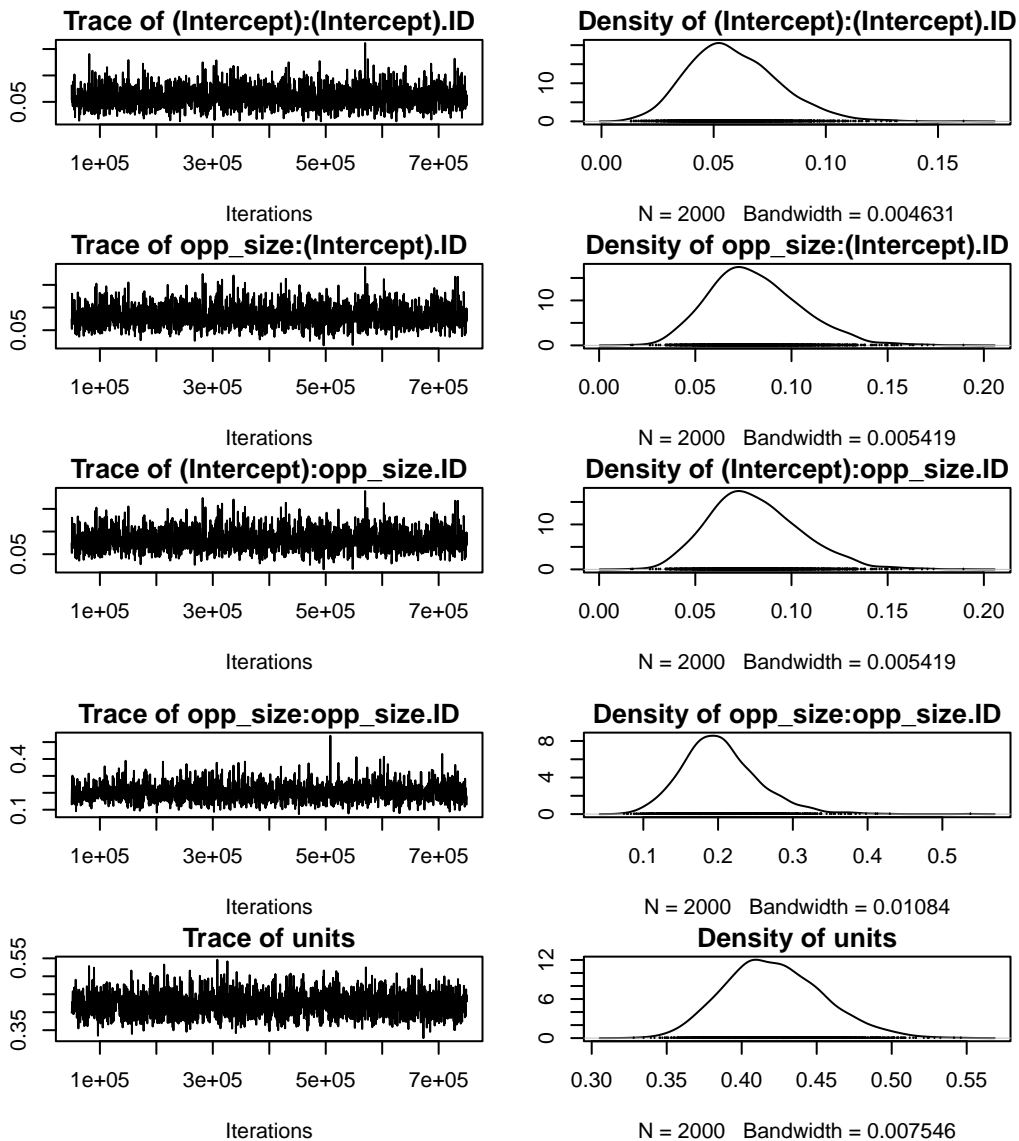 Trace of (Intercept):(Intercept).ID
0.05
1e+05 3e+05 5e+05 7e+05
Iterations
Density of (Intercept):(Intercept).ID
0 10
0.00 0.05 0.10 0.15
N = 2000 Bandwidth = 0.004631
Trace of opp_size:(Intercept).ID
0.05
1e+05 3e+05 5e+05 7e+05
Iterations
Density of opp_size:(Intercept).ID
0 10
0.00 0.05 0.10 0.15 0.20
N = 2000 Bandwidth = 0.005419
Trace of (Intercept):opp_size.ID
0.05
1e+05 3e+05 5e+05 7e+05
Iterations
Density of (Intercept):opp_size.ID
0 10
0.00 0.05 0.10 0.15 0.20
N = 2000 Bandwidth = 0.005419
Trace of opp_size:opp_size.ID
0.1 0.4
1e+05 3e+05 5e+05 7e+05
Iterations
Density of opp_size:opp_size.ID
0 4 8
0.1 0.2 0.3 0.4 0.5
N = 2000 Bandwidth = 0.01084
Trace of units
0.35 0.55
1e+05 3e+05 5e+05 7e+05
Iterations
Density of units
0 6 12
0.30 0.35 0.40 0.45 0.50 0.55
N = 2000 Bandwidth = 0.007546